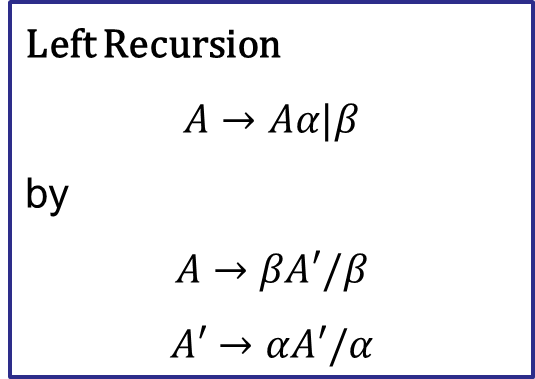 Left Recursion
𝐴 → 𝐴𝛼|𝛽
by
𝐴 → 𝛽𝐴′/𝛽
𝐴′ → 𝛼𝐴′/𝛼